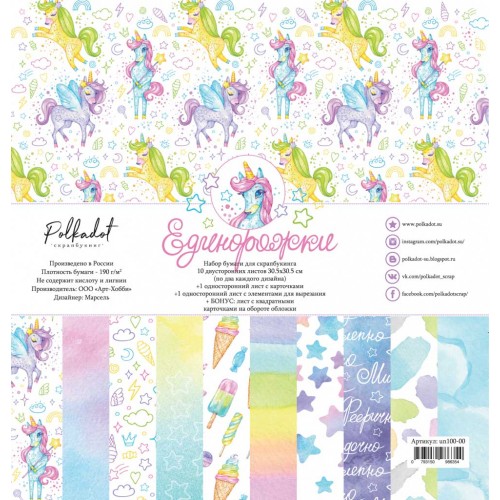 Polkadot
скрапбукинг
Единорожки
Произведено в России
Плотность бумаги - 190 г/м²
Не содержит кислоту и лигнин
Производитель: ООО «Арт-Хобби»
Дизайнер: Марсель
Набор бумаги для скрапбукинга
10 двусторонних листов 30.5х30.5 см
(по два каждого дизайна)
+1 односторонний лист с карточками
+1 односторонний лист с элементами для вырезания
+ БОНУС: лист с квадратными
карточками на обороте обложки
www.polkadot.su
instagram.com/polkadot.su/
polkadot-su.blogspot.ru
vk.com/polkadot_scrap
facebook.com/polkadotscrap/
Артикул: un100-00